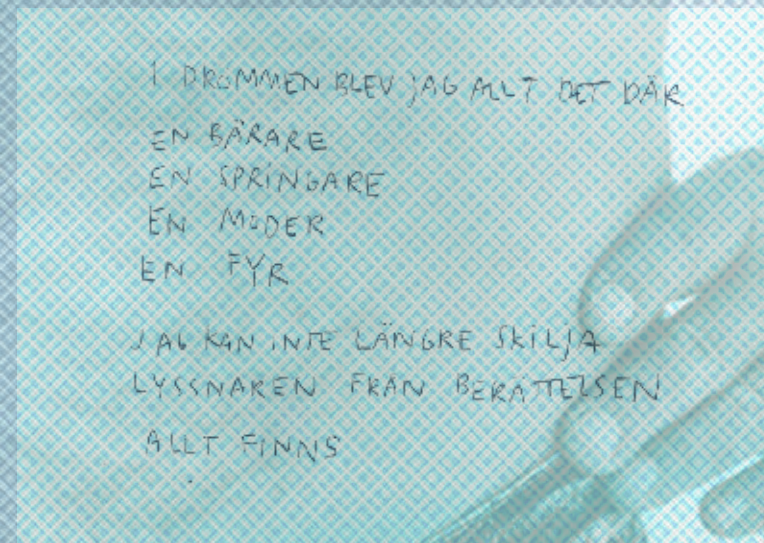 I DRÖMMEN BLEV JAG ALLT DET DÄR
EN BÄRARE
EN SPRINGARE
EN MODER
EN FYR
JAG KAN INTE LÄNGRE SKILJA
LYSSNAREN FRÅN BERÄTTELSEN
ALLT FINNS